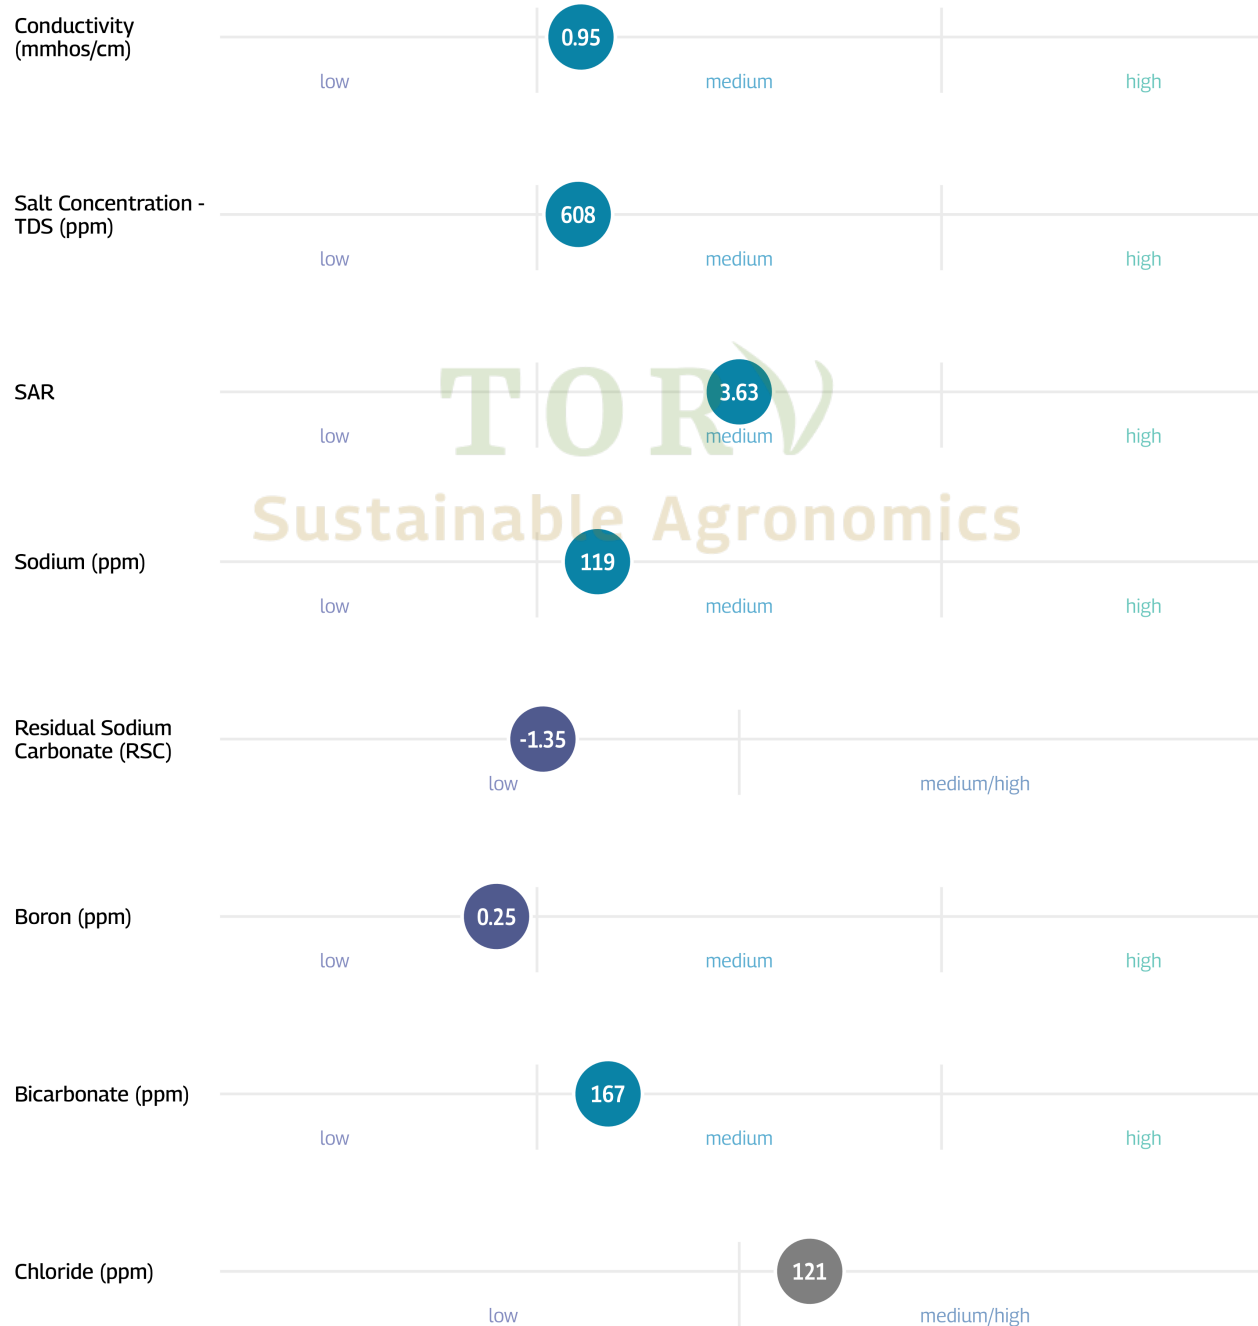 Conductivity
(mmhos/cm)
0.95
low
medium
high
Salt Concentration -
TDS (ppm)
608
low
medium
high
TORV
SAR
3.63
low
medium
high
Sustainable Agronomics
Sodium (ppm)
119
low
medium
high
Residual Sodium
Carbonate (RSC)
-1.35
low
medium/high
Boron (ppm)
0.25
low
medium
high
Bicarbonate (ppm)
167
low
medium
high
Chloride (ppm)
121
low
medium/high